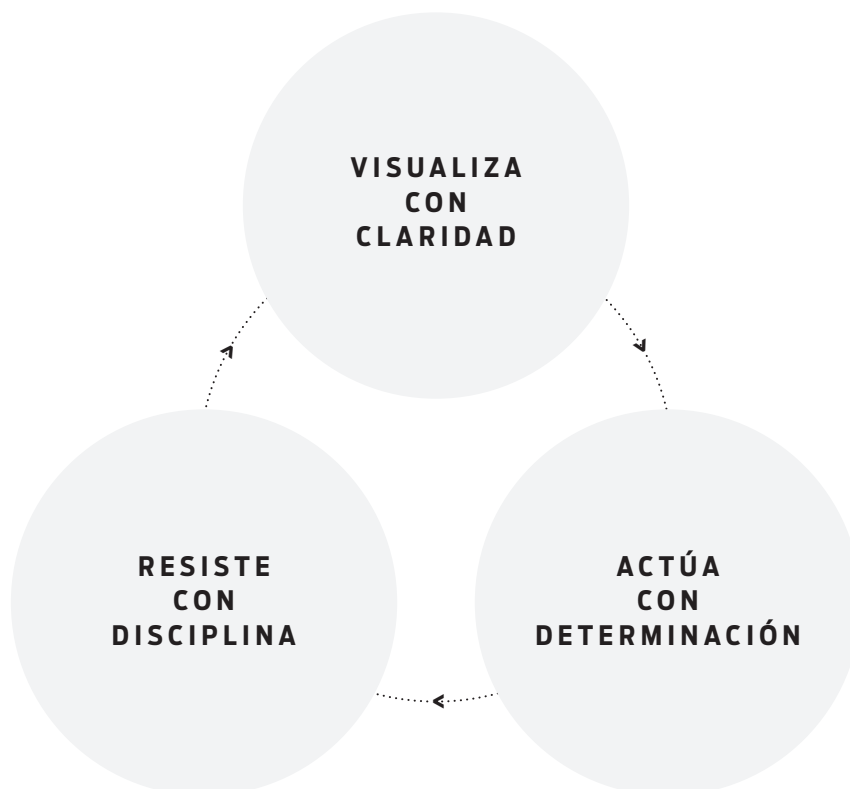 VISUALIZA
CON
CLARIDAD
RESISTE
CON
DISCIPLINA
ACTÚA
CON
DETERMINACIÓN